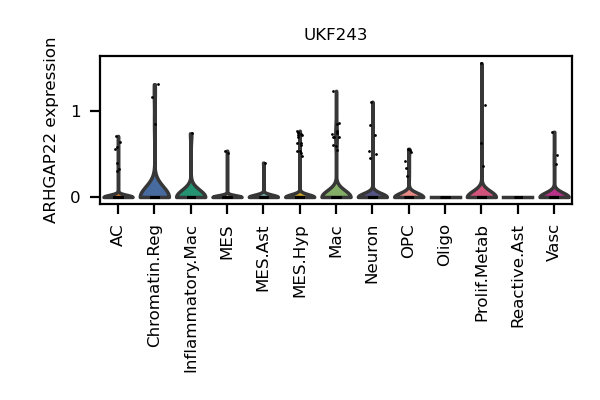 UKF243
ARHGAP22 expression
1
0
AC
Chromatin.Reg
Inflammatory.Mac
MES
MES.Ast
MES.Hyp
Mac
Neuron
OPC
Oligo
Prolif.Metab
Reactive.Ast
Vasc